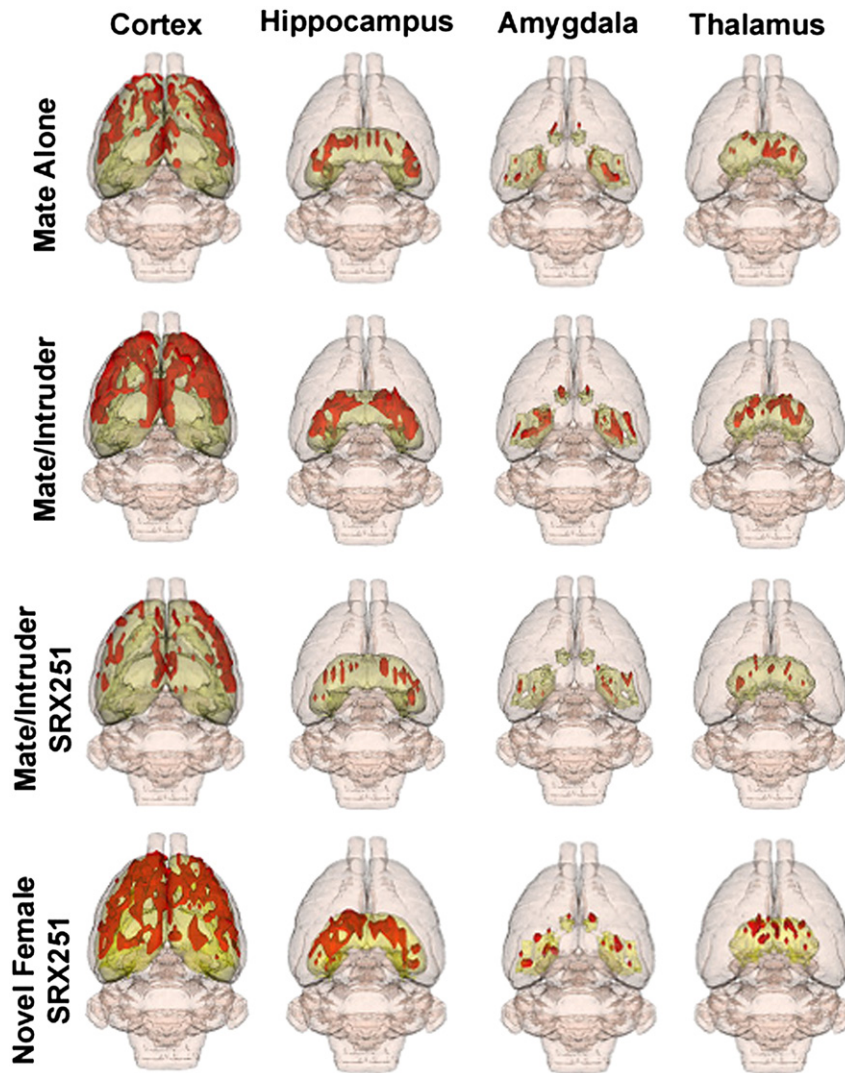 Cortex Hippocampus Amygdala Thalamus
Mate Alone
Mate/Intruder
Mate/Intruder
SRX251
Novel Female
SRX251